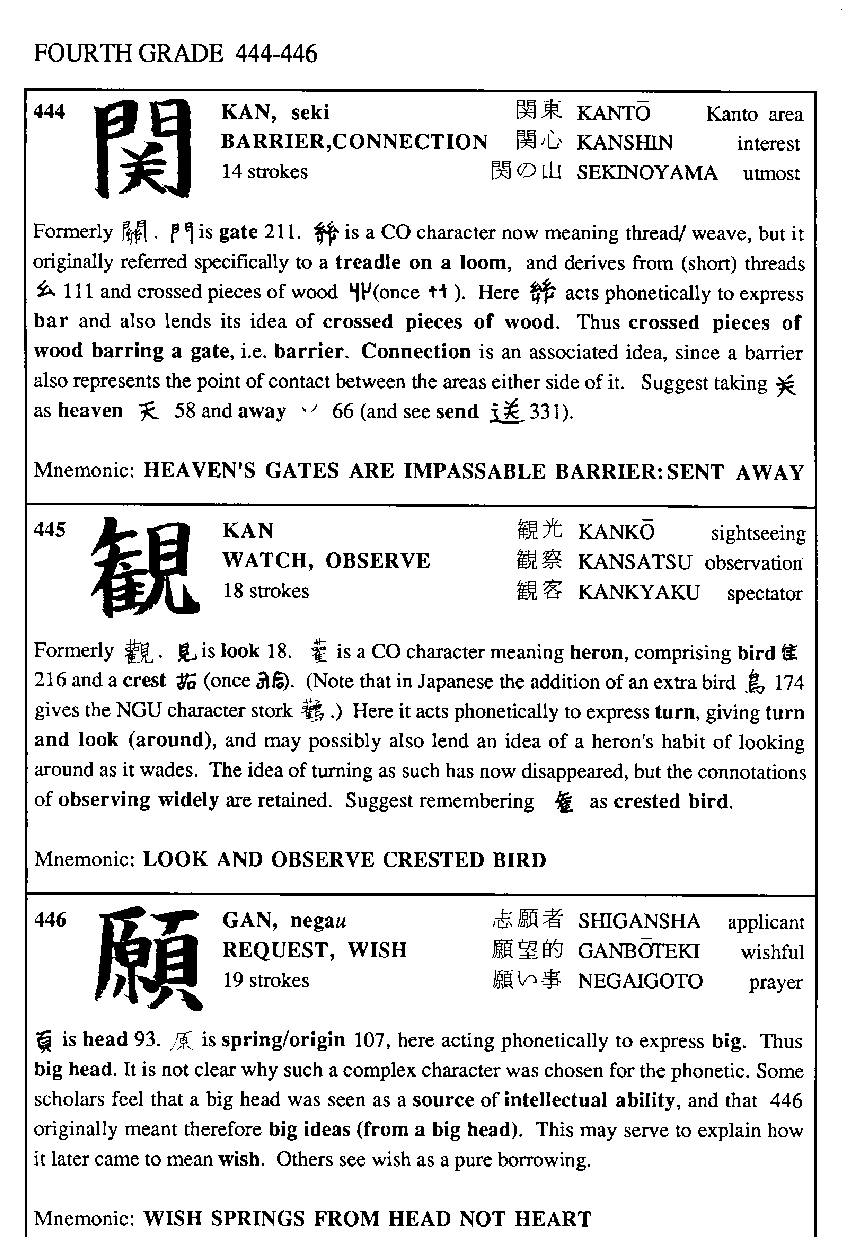 FOURTH GRADE 444-446
444 関 KAN, seki 関東 KANTŌ Kanto area
BARRIER,CONNECTION 関心 KANSHIN interest
14 strokes 関の山 SEKINOYAMA utmost
Formerly 關. 門 is gate 211. is a CO character now meaning thread/ weave, but it
originally referred specifically to a treadle on a loom, and derives from (short) threads
幺 111 and crossed pieces of wood (once ). Here acts phonetically to express
bar and also lends its idea of crossed pieces of wood. Thus crossed pieces of
wood barring a gate, i.e. barrier. Connection is an associated idea, since a barrier
also represents the point of contact between the areas either side of it. Suggest taking 关
as heaven 天 58 and away 66 (and see send 送 331).
Mnemonic: HEAVEN'S GATES ARE IMPASSABLE BARRIER: SENT AWAY
445 観 KAN 観光 KANKŌ sightseeing
WATCH, OBSERVE 観察 KANSATSU observation
18 strokes 観客 KANKYAKU spectator
Formerly 觀. 見 is look 18. 雚 is a CO character meaning heron, comprising bird 隹
216 and a crest (once ). (Note that in Japanese the addition of an extra bird 鳥 174
gives the NGU character stork 鸛.) Here it acts phonetically to express turn, giving turn
and look (around), and may possibly also lend an idea of a heron's habit of looking
around as it wades. The idea of turning as such has now disappeared, but the connotations
of observing widely are retained. Suggest remembering as crested bird.
Mnemonic: LOOK AND OBSERVE CRESTED BIRD
446 願 GAN, negau 志願者 SHIGANSHA applicant
REQUEST, WISH 願望的 GANBŌTEKI wishful
19 strokes 願い事 NEGAIGOTO prayer
頁 is head 93. 原 is spring/origin 107, here acting phonetically to express big. Thus
big head. It is not clear why such a complex character was chosen for the phonetic. Some
scholars feel that a big head was seen as a source of intellectual ability, and that 446
originally meant therefore big ideas (from a big head). This may serve to explain how
it later came to mean wish. Others see wish as a pure borrowing.
Mnemonic: WISH SPRINGS FROM HEAD NOT HEART